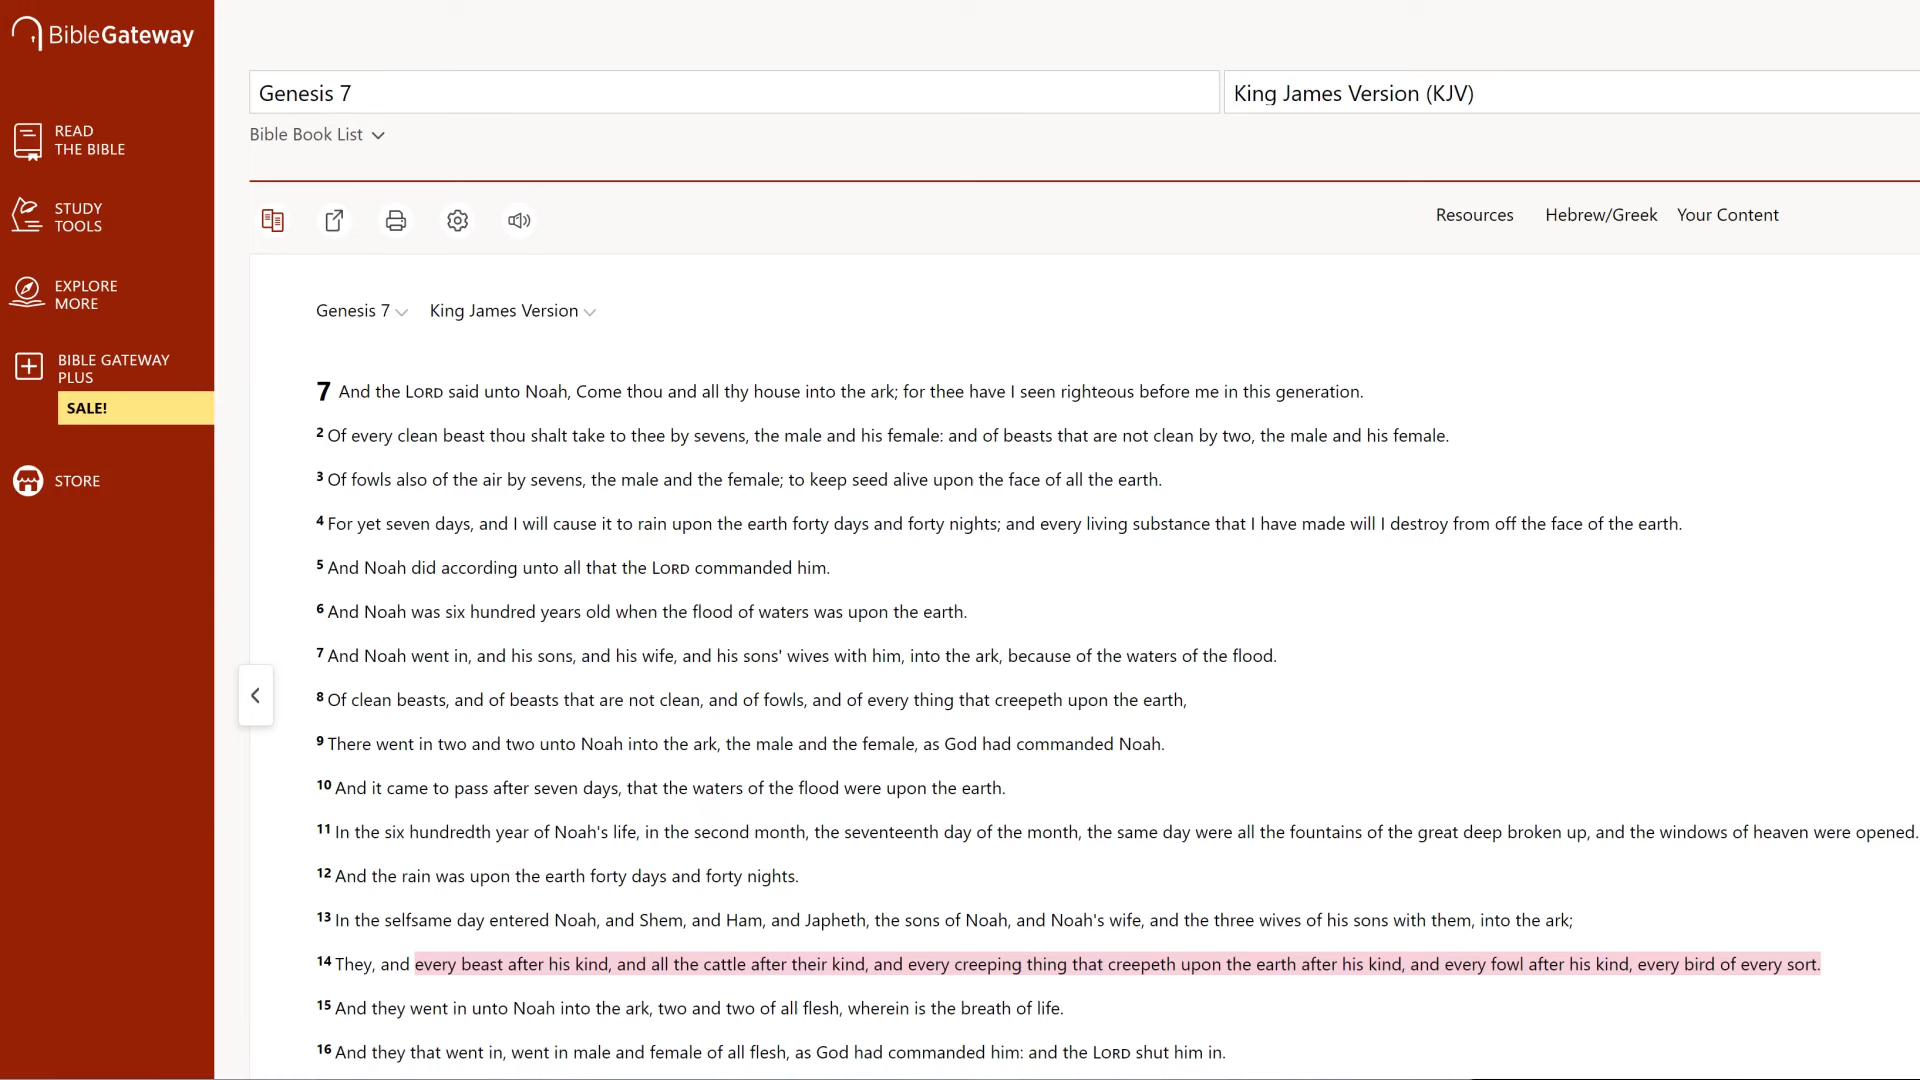 BibleGateway
Genesis 7
King James Version (KJV)
Bible Book List
READ
THE BIBLE
STUDY
TOOLS
EXPLORE
MORE
BIBLE GATEWAY
PLUS
SALE!
STORE
Resources
Hebrew/Greek
Your Content
Genesis 7
King James Version
7 And the LORD said unto Noah, Come thou and all thy house into the ark; for thee have I seen righteous before me in this generation.
2 Of every clean beast thou shalt take to thee by sevens, the male and his female: and of beasts that are not clean by two, the male and his female.
3 Of fowls also of the air by sevens, the male and the female; to keep seed alive upon the face of all the earth.
4 For yet seven days, and I will cause it to rain upon the earth forty days and forty nights; and every living substance that I have made will I destroy from off the face of the earth.
5 And Noah did according unto all that the LORD commanded him.
6 And Noah was six hundred years old when the flood of waters was upon the earth.
7 And Noah went in, and his sons, and his wife, and his sons' wives with him, into the ark, because of the waters of the flood.
8 Of clean beasts, and of beasts that are not clean, and of fowls, and of every thing that creepeth upon the earth,
9 There went in two and two unto Noah into the ark, the male and the female, as God had commanded Noah.
10 And it came to pass after seven days, that the waters of the flood were upon the earth.
11 In the six hundredth year of Noah's life, in the second month, the seventeenth day of the month, the same day were all the fountains of the great deep broken up, and the windows of heaven were opened.
12 And the rain was upon the earth forty days and forty nights.
13 In the selfsame day entered Noah, and Shem, and Ham, and Japheth, the sons of Noah, and Noah's wife, and the three wives of his sons with them, into the ark;
14 They, and every beast after his kind, and all the cattle after their kind, and every creeping thing that creepeth upon the earth after his kind, and every fowl after his kind, every bird of every sort.
15 And they went in unto Noah into the ark, two and two of all flesh, wherein is the breath of life.
16 And they that went in, went in male and female of all flesh, as God had commanded him: and the LORD shut him in.